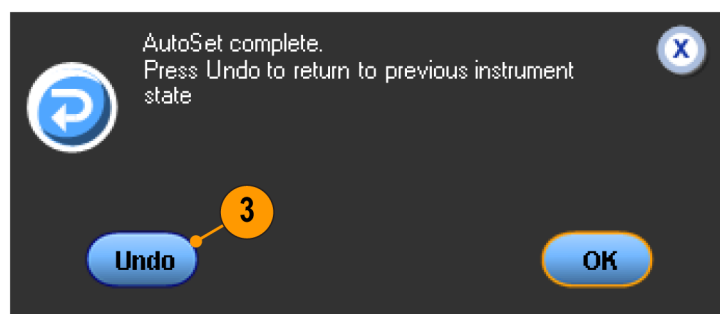 AutoSet complete.
Press Undo to return to previous instrument
state
X
3
Undo
OK